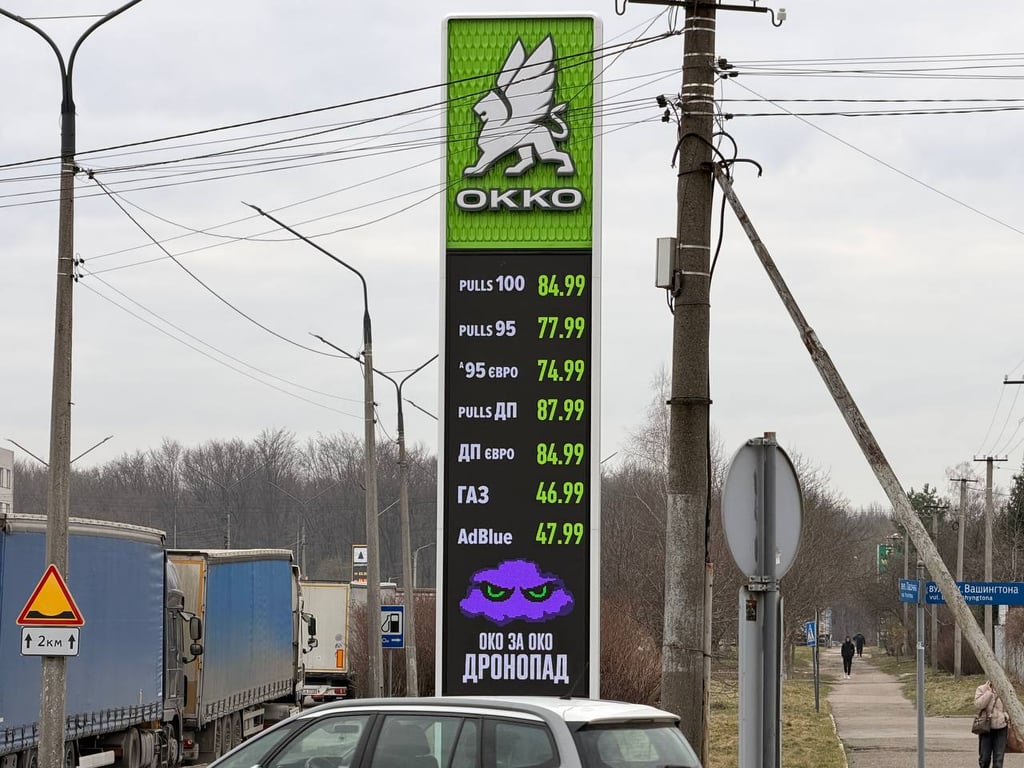 OKKO
PULLS 100 84.99
PULLS 95 77.99
А95 ЄВРО 74.99
PULLS ДП 87.99
ДП ЄВРО 84.99
ГАЗ 46.99
AdBlue 47.99
ОКО ЗА ОКО
ДРОНОПАД
2км
Вашингтона